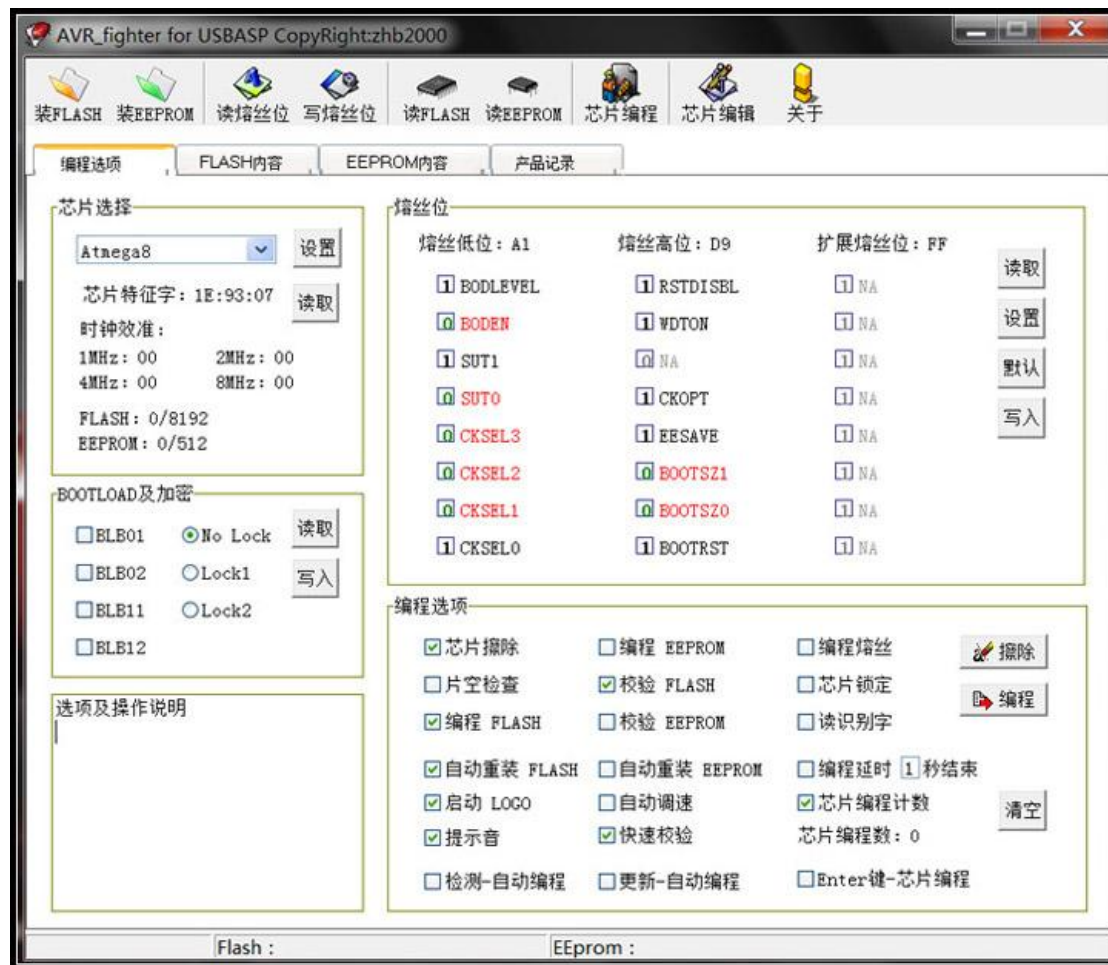 AVR_fighter for USBASP CopyRight:zhb2000
装FLASH 装EEPROM 读熔丝位 写熔丝位 读FLASH 读EEPROM 芯片编程 芯片编辑 关于
编程选项 FLASH内容 EEPROM内容 产品记录
芯片选择
Atmega8 设置
芯片特征字: 1E:93:07 读取
时钟效准:
1MHz: 00 2MHz: 00
4MHz: 00 8MHz: 00
FLASH: 0/8192
EEPROM: 0/512
BOOTLOAD及加密
BLB01 No Lock 读取
BLB02 Lock1 写入
BLB11 Lock2
BLB12
选项及操作说明
熔丝位
熔丝低位: A1 熔丝高位: D9 扩展熔丝位: FF
1 BODLEVEL 1 RSTDISBL 1 NA 读取
0 BODEN 1 WDTON 1 NA 设置
1 SUT1 0 NA 1 NA 默认
0 SUT0 1 CKOPT 1 NA 写入
0 CKSEL3 1 EESAVE 1 NA
0 CKSEL2 0 BOOTSZ1 1 NA
0 CKSEL1 0 BOOTSZ0 1 NA
1 CKSEL0 1 BOOTRST 1 NA
编程选项
芯片擦除 编程 EEPROM 编程熔丝 擦除
片空检查 校验 FLASH 芯片锁定 编程
编程 FLASH 校验 EEPROM 读识别字
自动重装 FLASH 自动重装 EEPROM 编程延时 1 秒结束
启动 LOGO 自动调速 芯片编程计数 清空
提示音 快速校验 芯片编程数: 0
检测-自动编程 更新-自动编程 Enter键-芯片编程
Flash : EEprom :